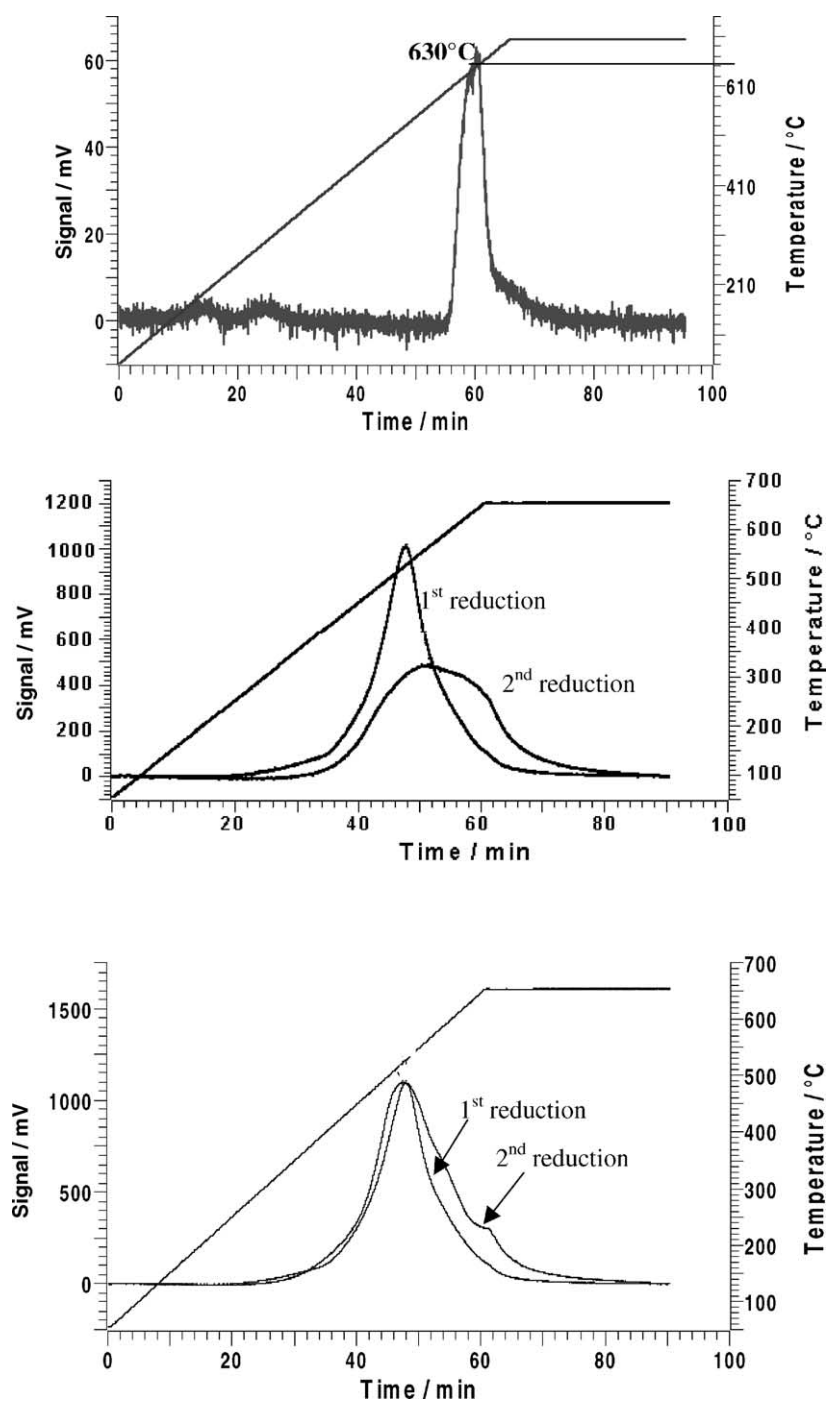 630°C
60
40
20
0
Signal / mV
610
410
210
Temperature / °C
0 20 40 60 80 100
Time / min
1200
1000
800
600
400
200
0
Signal / mV
700
600
500
400
300
200
100
Temperature / °C
1st reduction
2nd reduction
0 20 40 60 80 100
Time / min
1500
1000
500
0
Signal / mV
700
600
500
400
300
200
100
Temperature / °C
1st reduction
2nd reduction
0 20 40 60 80 100
Time / min